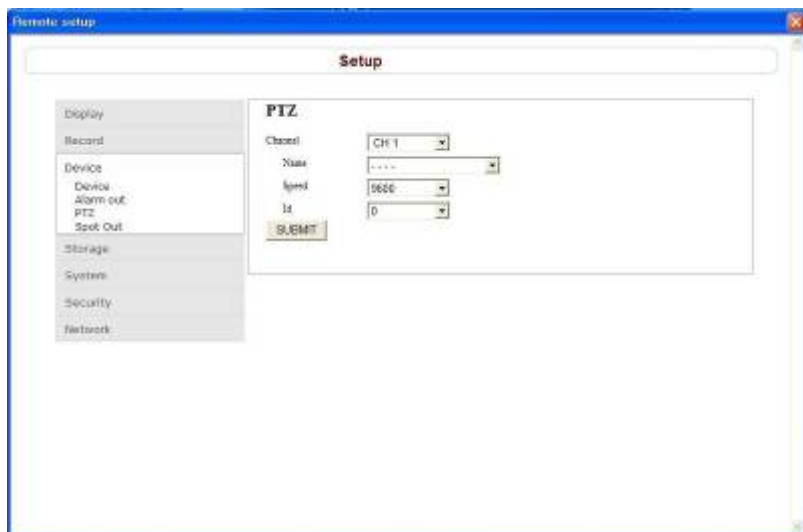 Remote setup
Setup
Display
Record
Device
Device
Alarm out
PTZ
Spot Out
Storage
System
Security
Network
PTZ
Channel CH 1
Name - - - -
Speed 9600
Id 0
SUBMIT